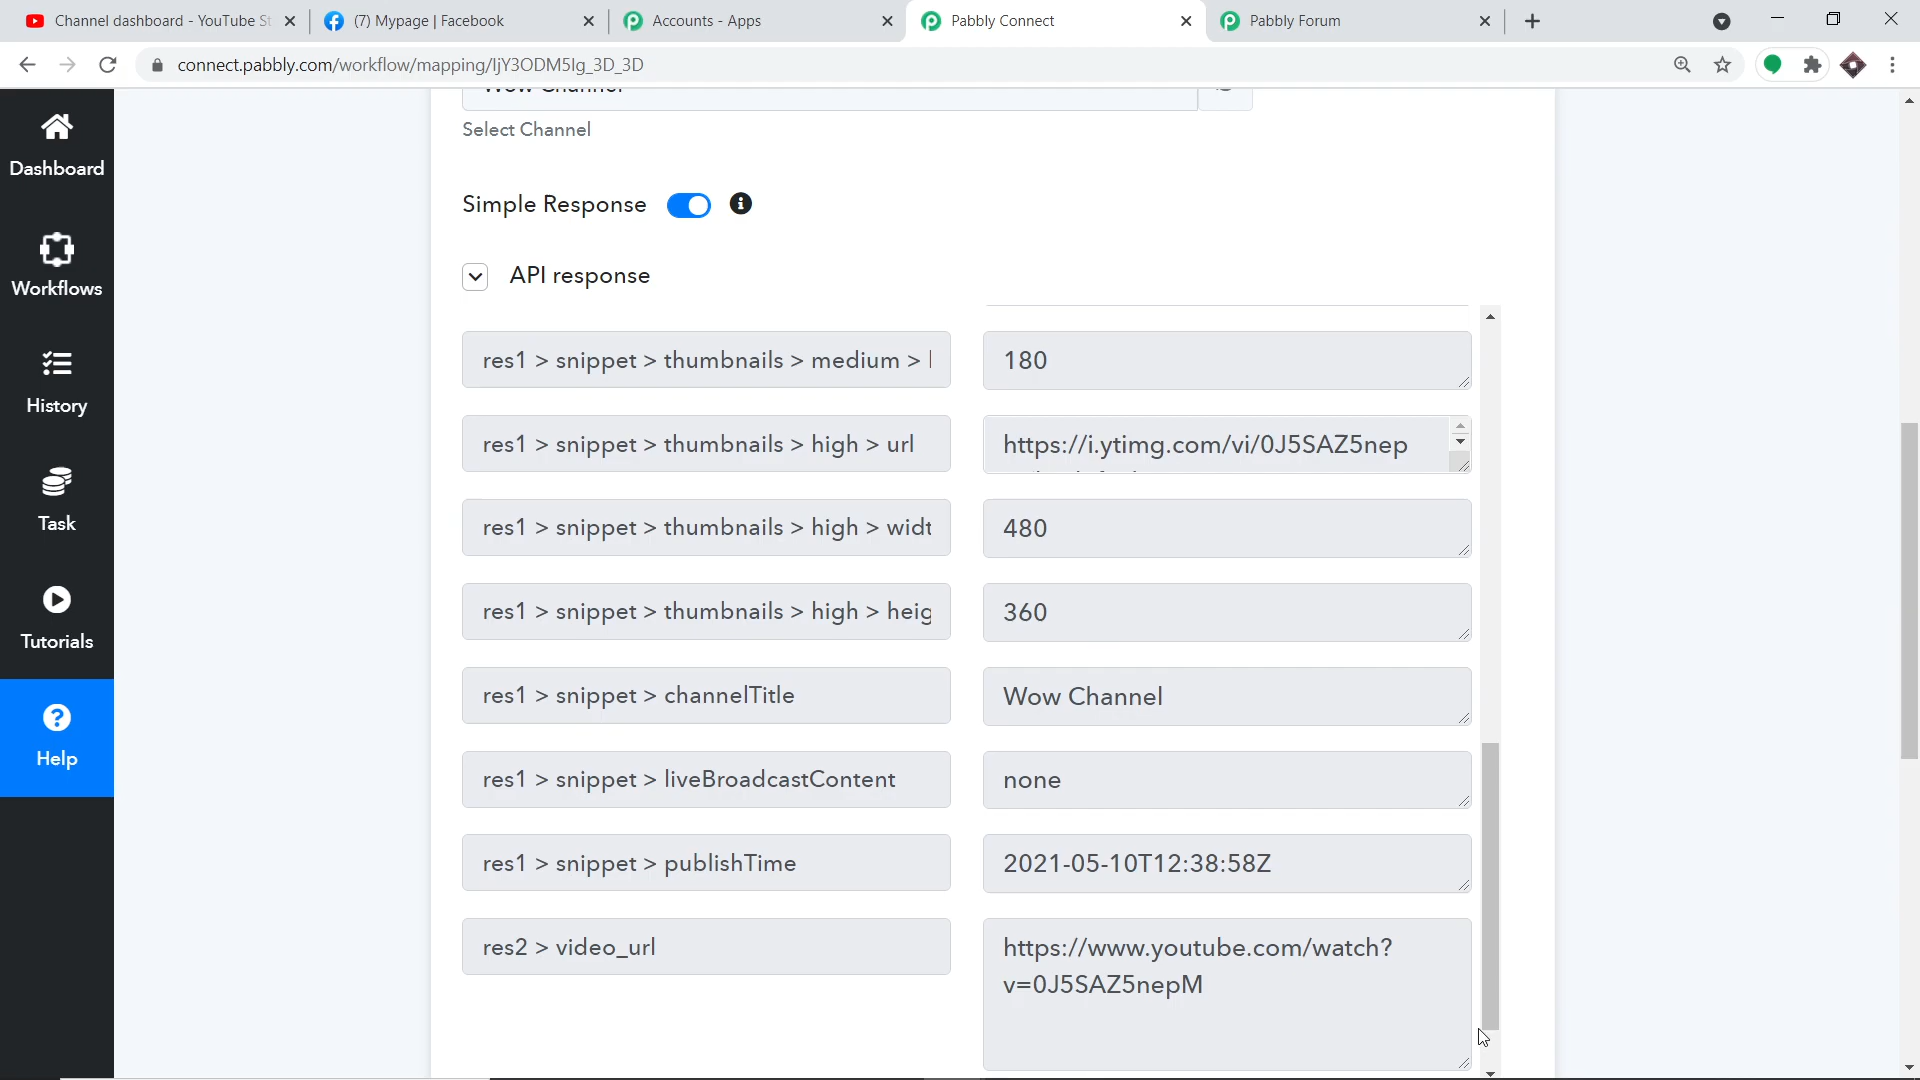 Channel dashboard - YouTube St
(7) Mypage | Facebook
Accounts - Apps
Pabbly Connect
Pabbly Forum
connect.pabbly.com/workflow/mapping/IjY3ODM5Ig_3D_3D
Dashboard
Workflows
History
Task
Tutorials
Help
Wow Channel
Select Channel
Simple Response
API response
res1 > snippet > thumbnails > medium >
180
res1 > snippet > thumbnails > high > url
https://i.ytimg.com/vi/0J5SAZ5nep
res1 > snippet > thumbnails > high > widt
480
res1 > snippet > thumbnails > high > heig
360
res1 > snippet > channelTitle
Wow Channel
res1 > snippet > liveBroadcastContent
none
res1 > snippet > publishTime
2021-05-10T12:38:58Z
res2 > video_url
https://www.youtube.com/watch?
v=0J5SAZ5nepM